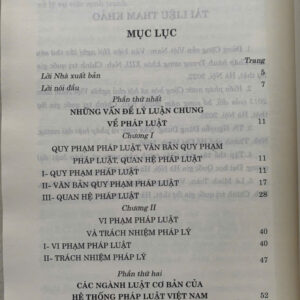 MỤC LỤC
Trang
Lời Nhà xuất bản 5
Lời nói đầu 7
Phần thứ nhất
NHỮNG VẤN ĐỀ LÝ LUẬN CHUNG
VỀ PHÁP LUẬT 11
Chương I
QUY PHẠM PHÁP LUẬT, VĂN BẢN QUY PHẠM
PHÁP LUẬT, QUAN HỆ PHÁP LUẬT 11
I- QUY PHẠM PHÁP LUẬT 11
II- VĂN BẢN QUY PHẠM PHÁP LUẬT 17
III- QUAN HỆ PHÁP LUẬT 28
Chương II
VI PHẠM PHÁP LUẬT
VÀ TRÁCH NHIỆM PHÁP LÝ 40
I- VI PHẠM PHÁP LUẬT 40
II- TRÁCH NHIỆM PHÁP LÝ 47
Phần thứ hai
CÁC NGÀNH LUẬT CƠ BẢN CỦA
HỆ THỐNG PHÁP LUẬT VIỆT NAM 52